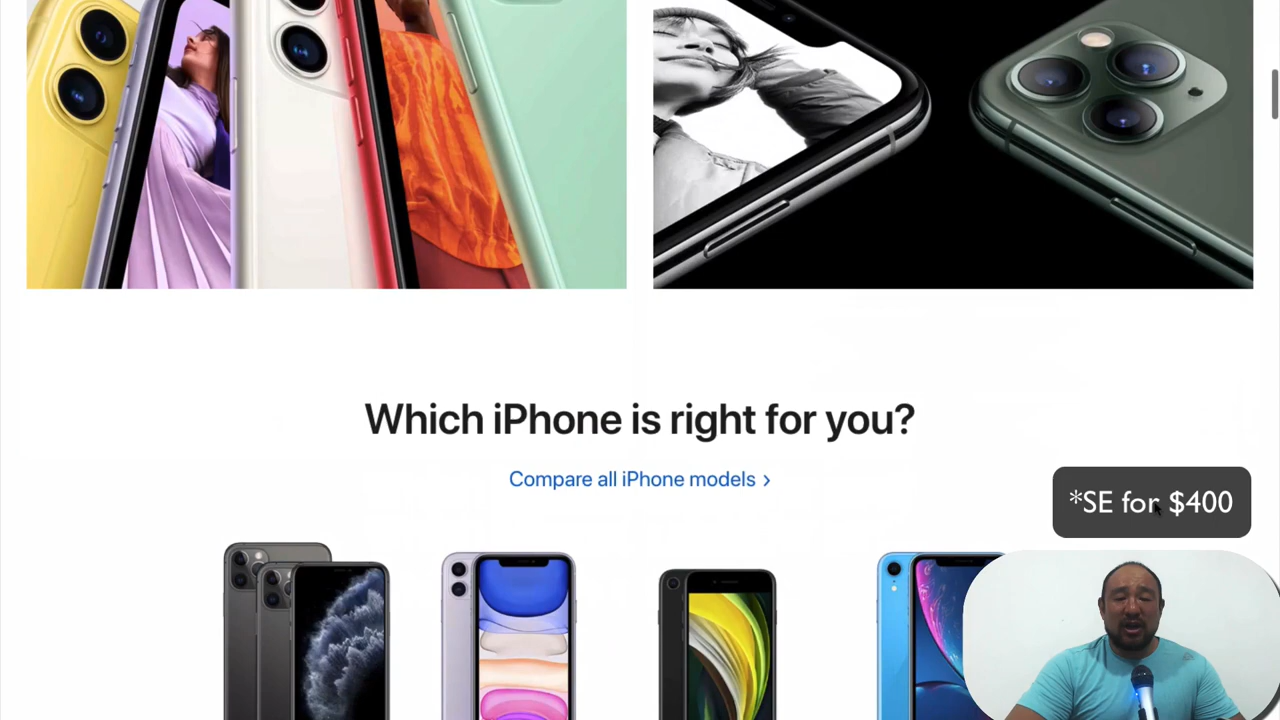 Which iPhone is right for you?
Compare all iPhone models >
*SE for $400